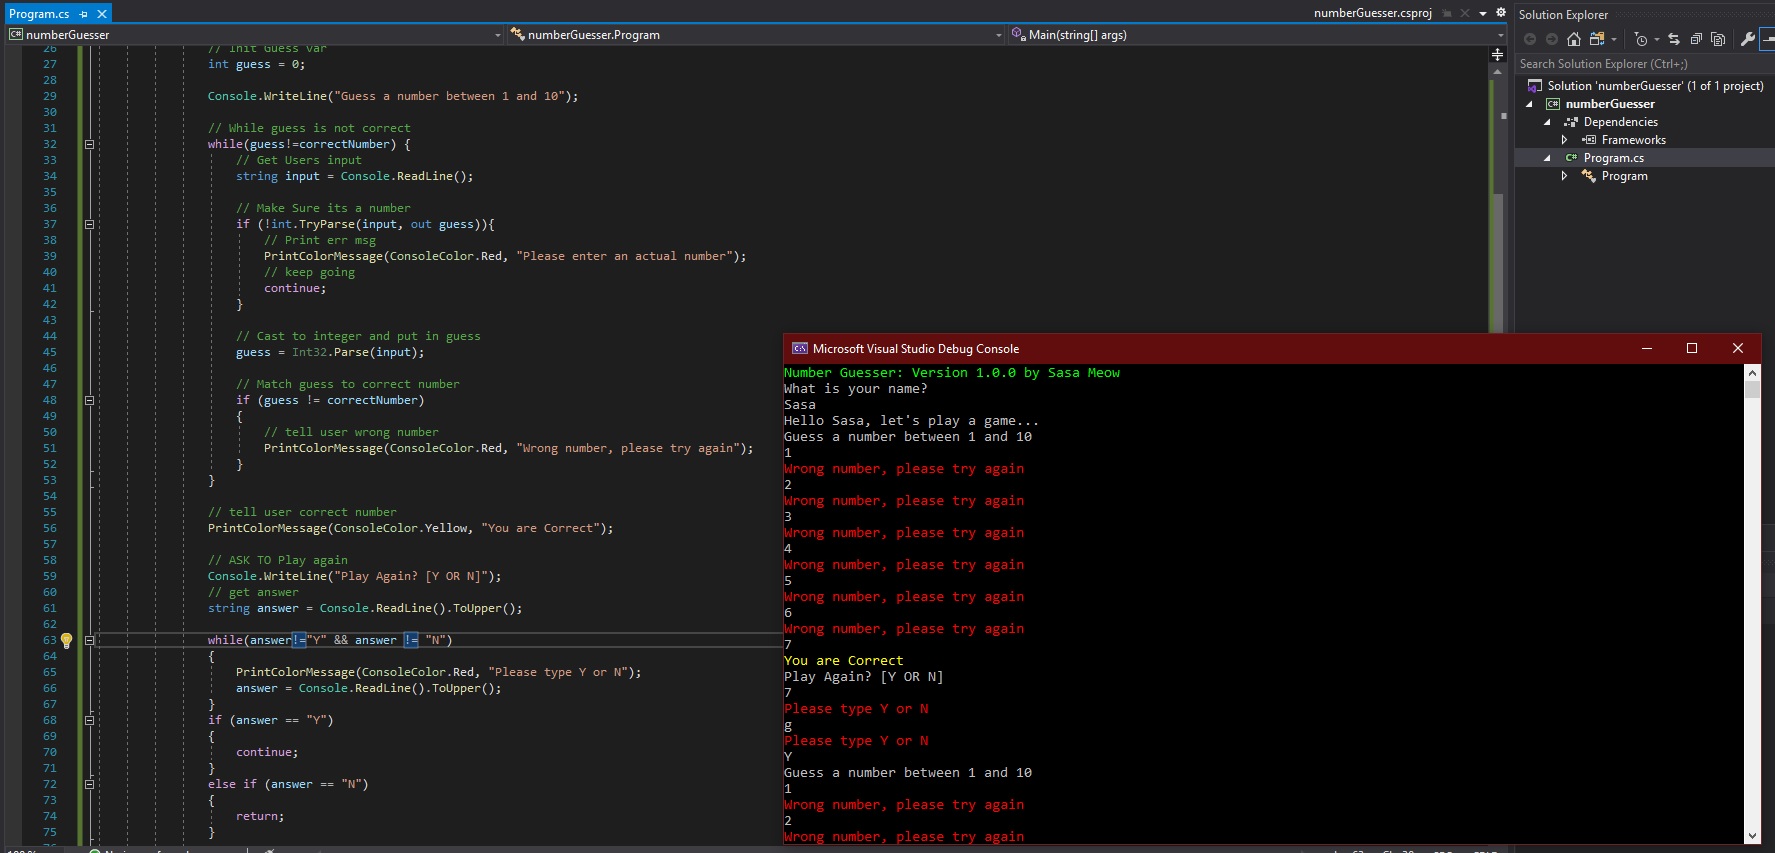 Program.cs
numberGuesser.csproj
numberGuesser
numberGuesser.Program
Main(string[] args)
26 // Init Guess var
27 int guess = 0;
28
29 Console.WriteLine("Guess a number between 1 and 10");
30
31 // While guess is not correct
32 while(guess!=correctNumber) {
33 // Get Users input
34 string input = Console.ReadLine();
35
36 // Make Sure its a number
37 if (!int.TryParse(input, out guess)){
38 // Print err msg
39 PrintColorMessage(ConsoleColor.Red, "Please enter an actual number");
40 // keep going
41 continue;
42 }
43
44 // Cast to integer and put in guess
45 guess = Int32.Parse(input);
46
47 // Match guess to correct number
48 if (guess != correctNumber)
49 {
50 // tell user wrong number
51 PrintColorMessage(ConsoleColor.Red, "Wrong number, please try again");
52 }
53 }
54
55 // tell user correct number
56 PrintColorMessage(ConsoleColor.Yellow, "You are Correct");
57
58 // ASK TO Play again
59 Console.WriteLine("Play Again? [Y OR N]");
60 // get answer
61 string answer = Console.ReadLine().ToUpper();
62
63 while(answer!="Y" && answer != "N")
64 {
65 PrintColorMessage(ConsoleColor.Red, "Please type Y or N");
66 answer = Console.ReadLine().ToUpper();
67 }
68 if (answer == "Y")
69 {
70 continue;
71 }
72 else if (answer == "N")
73 {
74 return;
75 }
Solution Explorer
Search Solution Explorer (Ctrl+;)
Solution 'numberGuesser' (1 of 1 project)
C# numberGuesser
Dependencies
Frameworks
C# Program.cs
Program
Microsoft Visual Studio Debug Console
Number Guesser: Version 1.0.0 by Sasa Meow
What is your name?
Sasa
Hello Sasa, let's play a game...
Guess a number between 1 and 10
1
Wrong number, please try again
2
Wrong number, please try again
3
Wrong number, please try again
4
Wrong number, please try again
5
Wrong number, please try again
6
Wrong number, please try again
7
You are Correct
Play Again? [Y OR N]
7
Please type Y or N
g
Please type Y or N
Y
Guess a number between 1 and 10
1
Wrong number, please try again
2
Wrong number, please try again